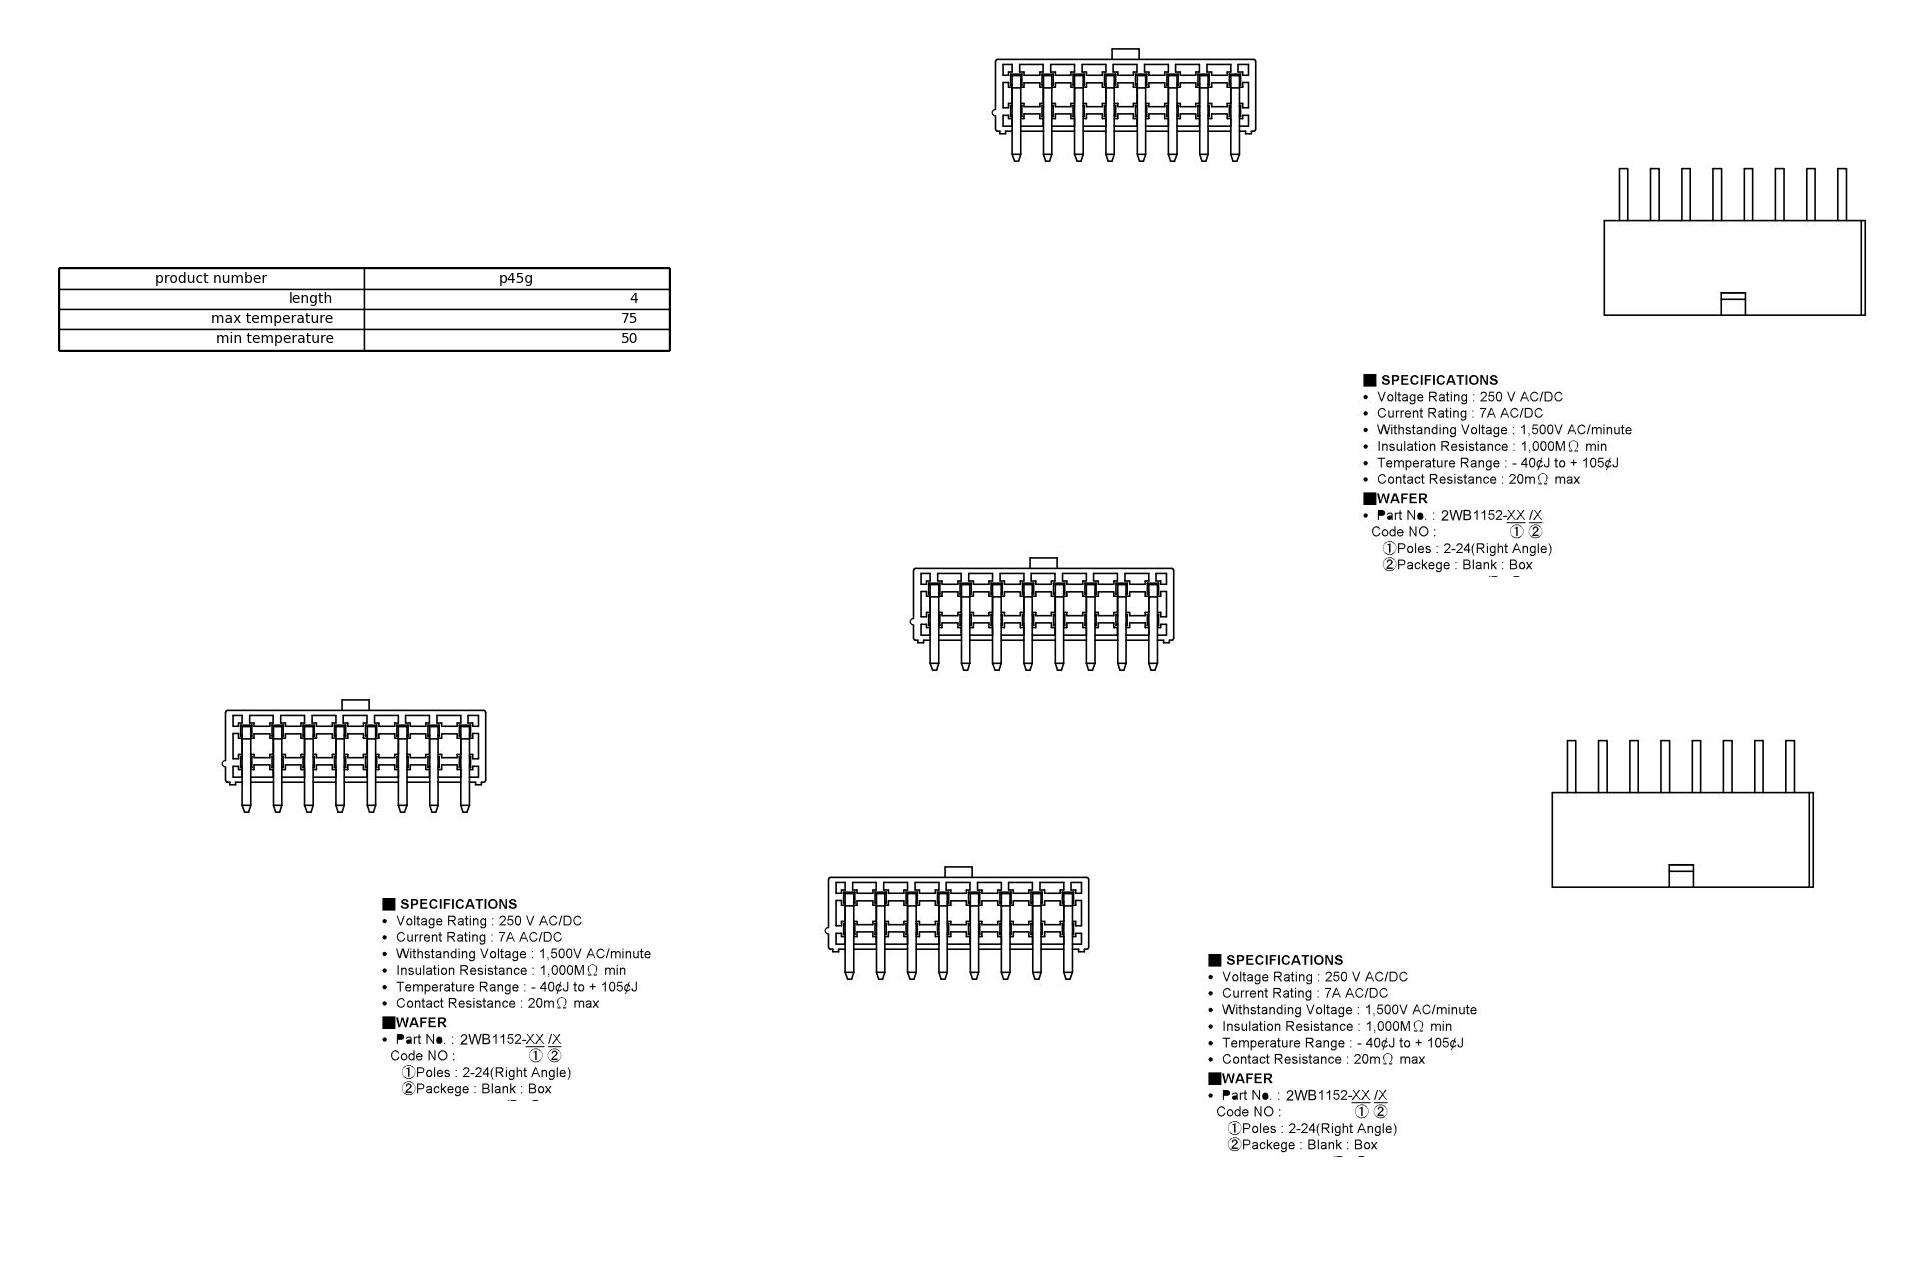 product number p45g
length 4
max temperature 75
min temperature 50
■ SPECIFICATIONS
• Voltage Rating : 250 V AC/DC
• Current Rating : 7A AC/DC
• Withstanding Voltage : 1,500V AC/minute
• Insulation Resistance : 1,000MΩ min
• Temperature Range : - 40¢J to + 105¢J
• Contact Resistance : 20mΩ max
■WAFER
• Part No. : 2WB1152-XX /X
Code NO : ① ②
①Poles : 2-24(Right Angle)
②Packege : Blank : Box
■ SPECIFICATIONS
• Voltage Rating : 250 V AC/DC
• Current Rating : 7A AC/DC
• Withstanding Voltage : 1,500V AC/minute
• Insulation Resistance : 1,000MΩ min
• Temperature Range : - 40¢J to + 105¢J
• Contact Resistance : 20mΩ max
■WAFER
• Part No. : 2WB1152-XX /X
Code NO : ① ②
①Poles : 2-24(Right Angle)
②Packege : Blank : Box
■ SPECIFICATIONS
• Voltage Rating : 250 V AC/DC
• Current Rating : 7A AC/DC
• Withstanding Voltage : 1,500V AC/minute
• Insulation Resistance : 1,000MΩ min
• Temperature Range : - 40¢J to + 105¢J
• Contact Resistance : 20mΩ max
■WAFER
• Part No. : 2WB1152-XX /X
Code NO : ① ②
①Poles : 2-24(Right Angle)
②Packege : Blank : Box